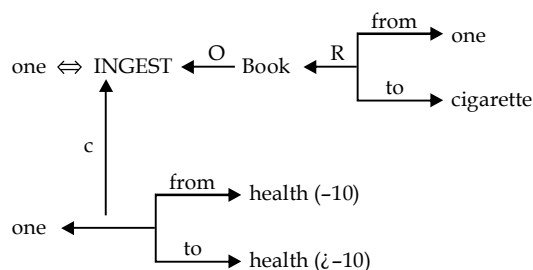 from
one ⇔ INGEST O Book R one
to
cigarette
c
from
health (–10)
one
to
health (¿–10)